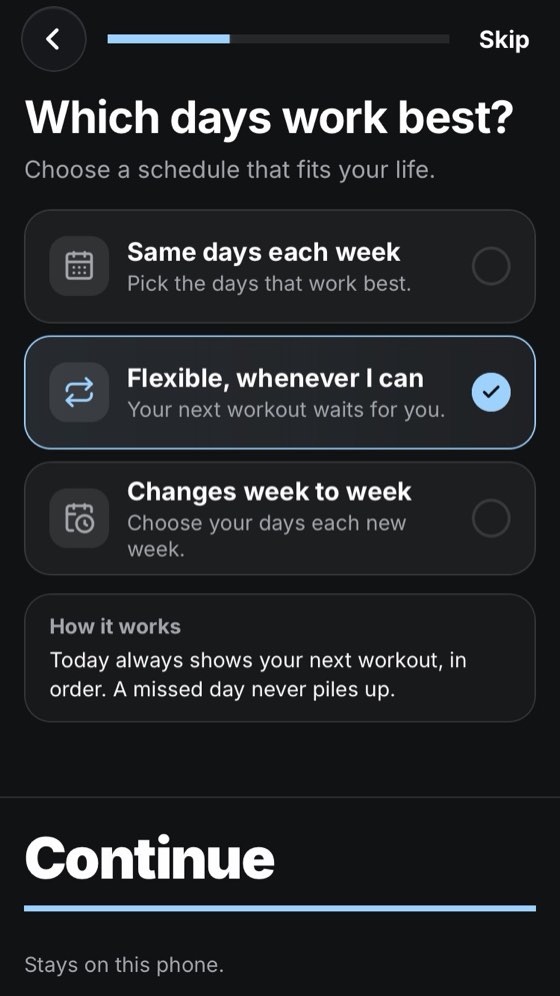 Skip
Which days work best?
Choose a schedule that fits your life.
Same days each week
Pick the days that work best.
Flexible, whenever I can
Your next workout waits for you.
Changes week to week
Choose your days each new
week.
How it works
Today always shows your next workout, in
order. A missed day never piles up.
Continue
Stays on this phone.